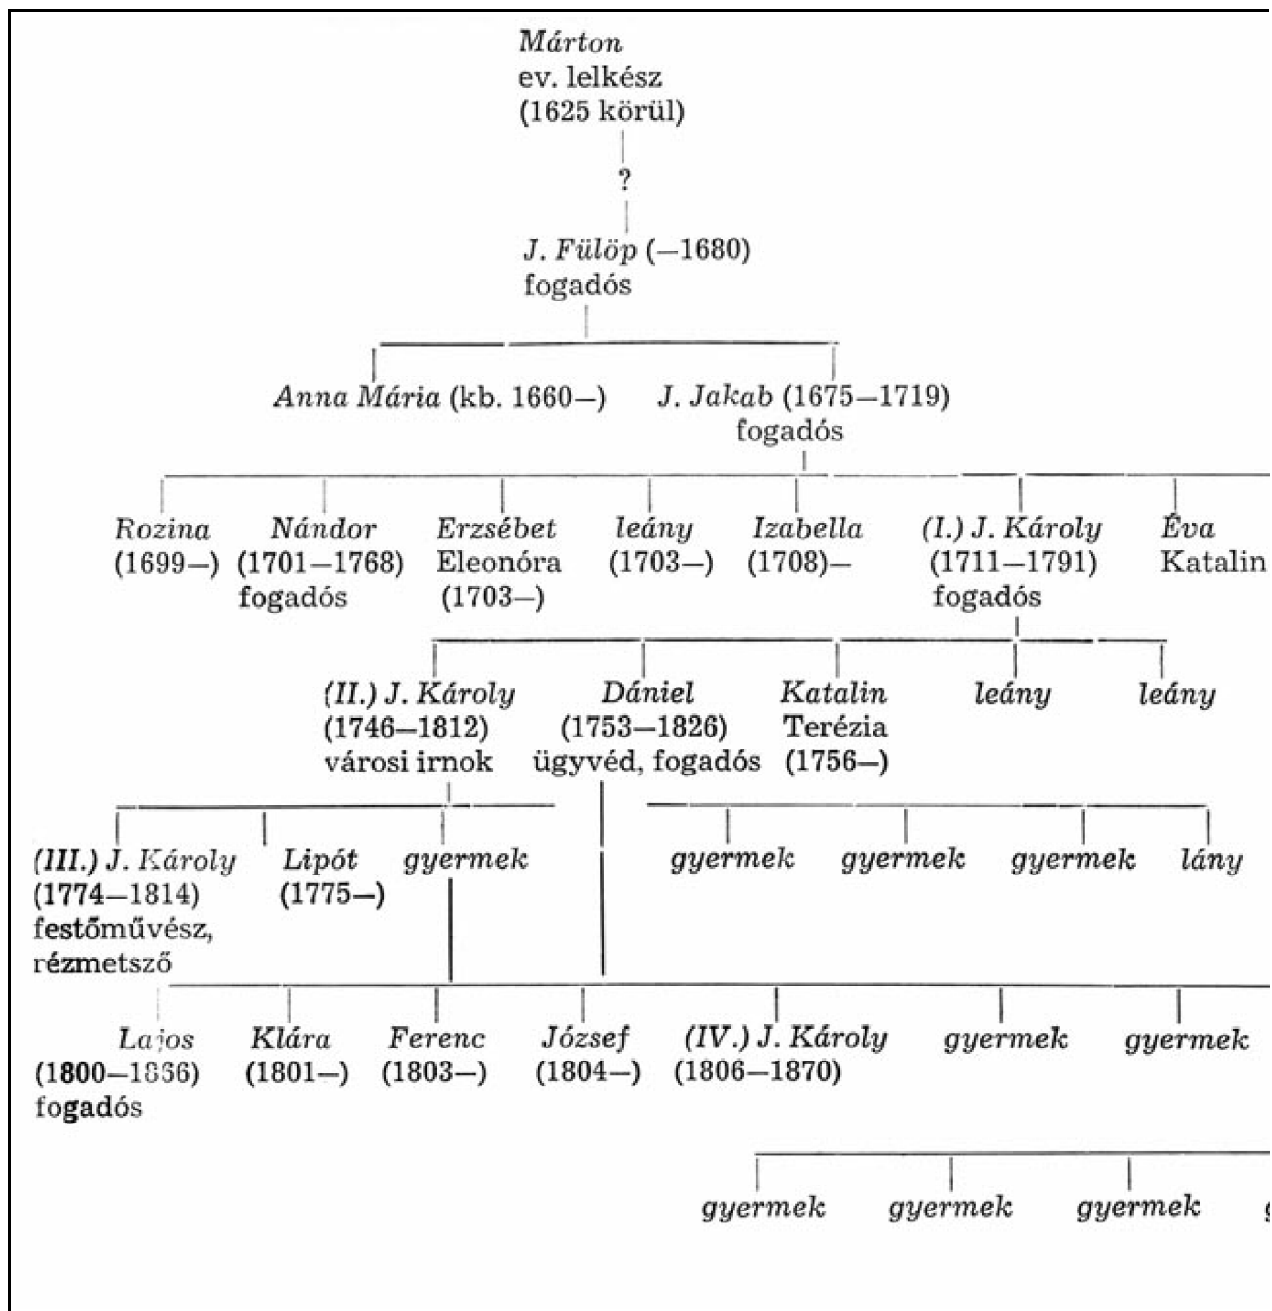 Márton
ev. lelkész
(1625 körül)
?
J. Fülöp (—1680)
fogadós
Anna Mária (kb. 1660—) J. Jakab (1675—1719)
fogadós
Rozina Nándor Erzsébet leány Izabella (I.) J. Károly Éva
(1699—) (1701—1768) Eleonóra (1703—) (1708)— (1711—1791) Katalin
fogadós (1703—) fogadós
(II.) J. Károly Dániel Katalin leány leány
(1746—1812) (1753—1826) Terézia
városi irnok ügyvéd, fogadós (1756—)
(III.) J. Károly Lipót gyermek gyermek gyermek gyermek lány
(1774—1814) (1775—)
festőművész,
rézmetsző
Lajos Klára Ferenc József (IV.) J. Károly gyermek gyermek
(1801—) (1803—) (1804—) (1806—1870)
fogadós
gyermek gyermek gyermek